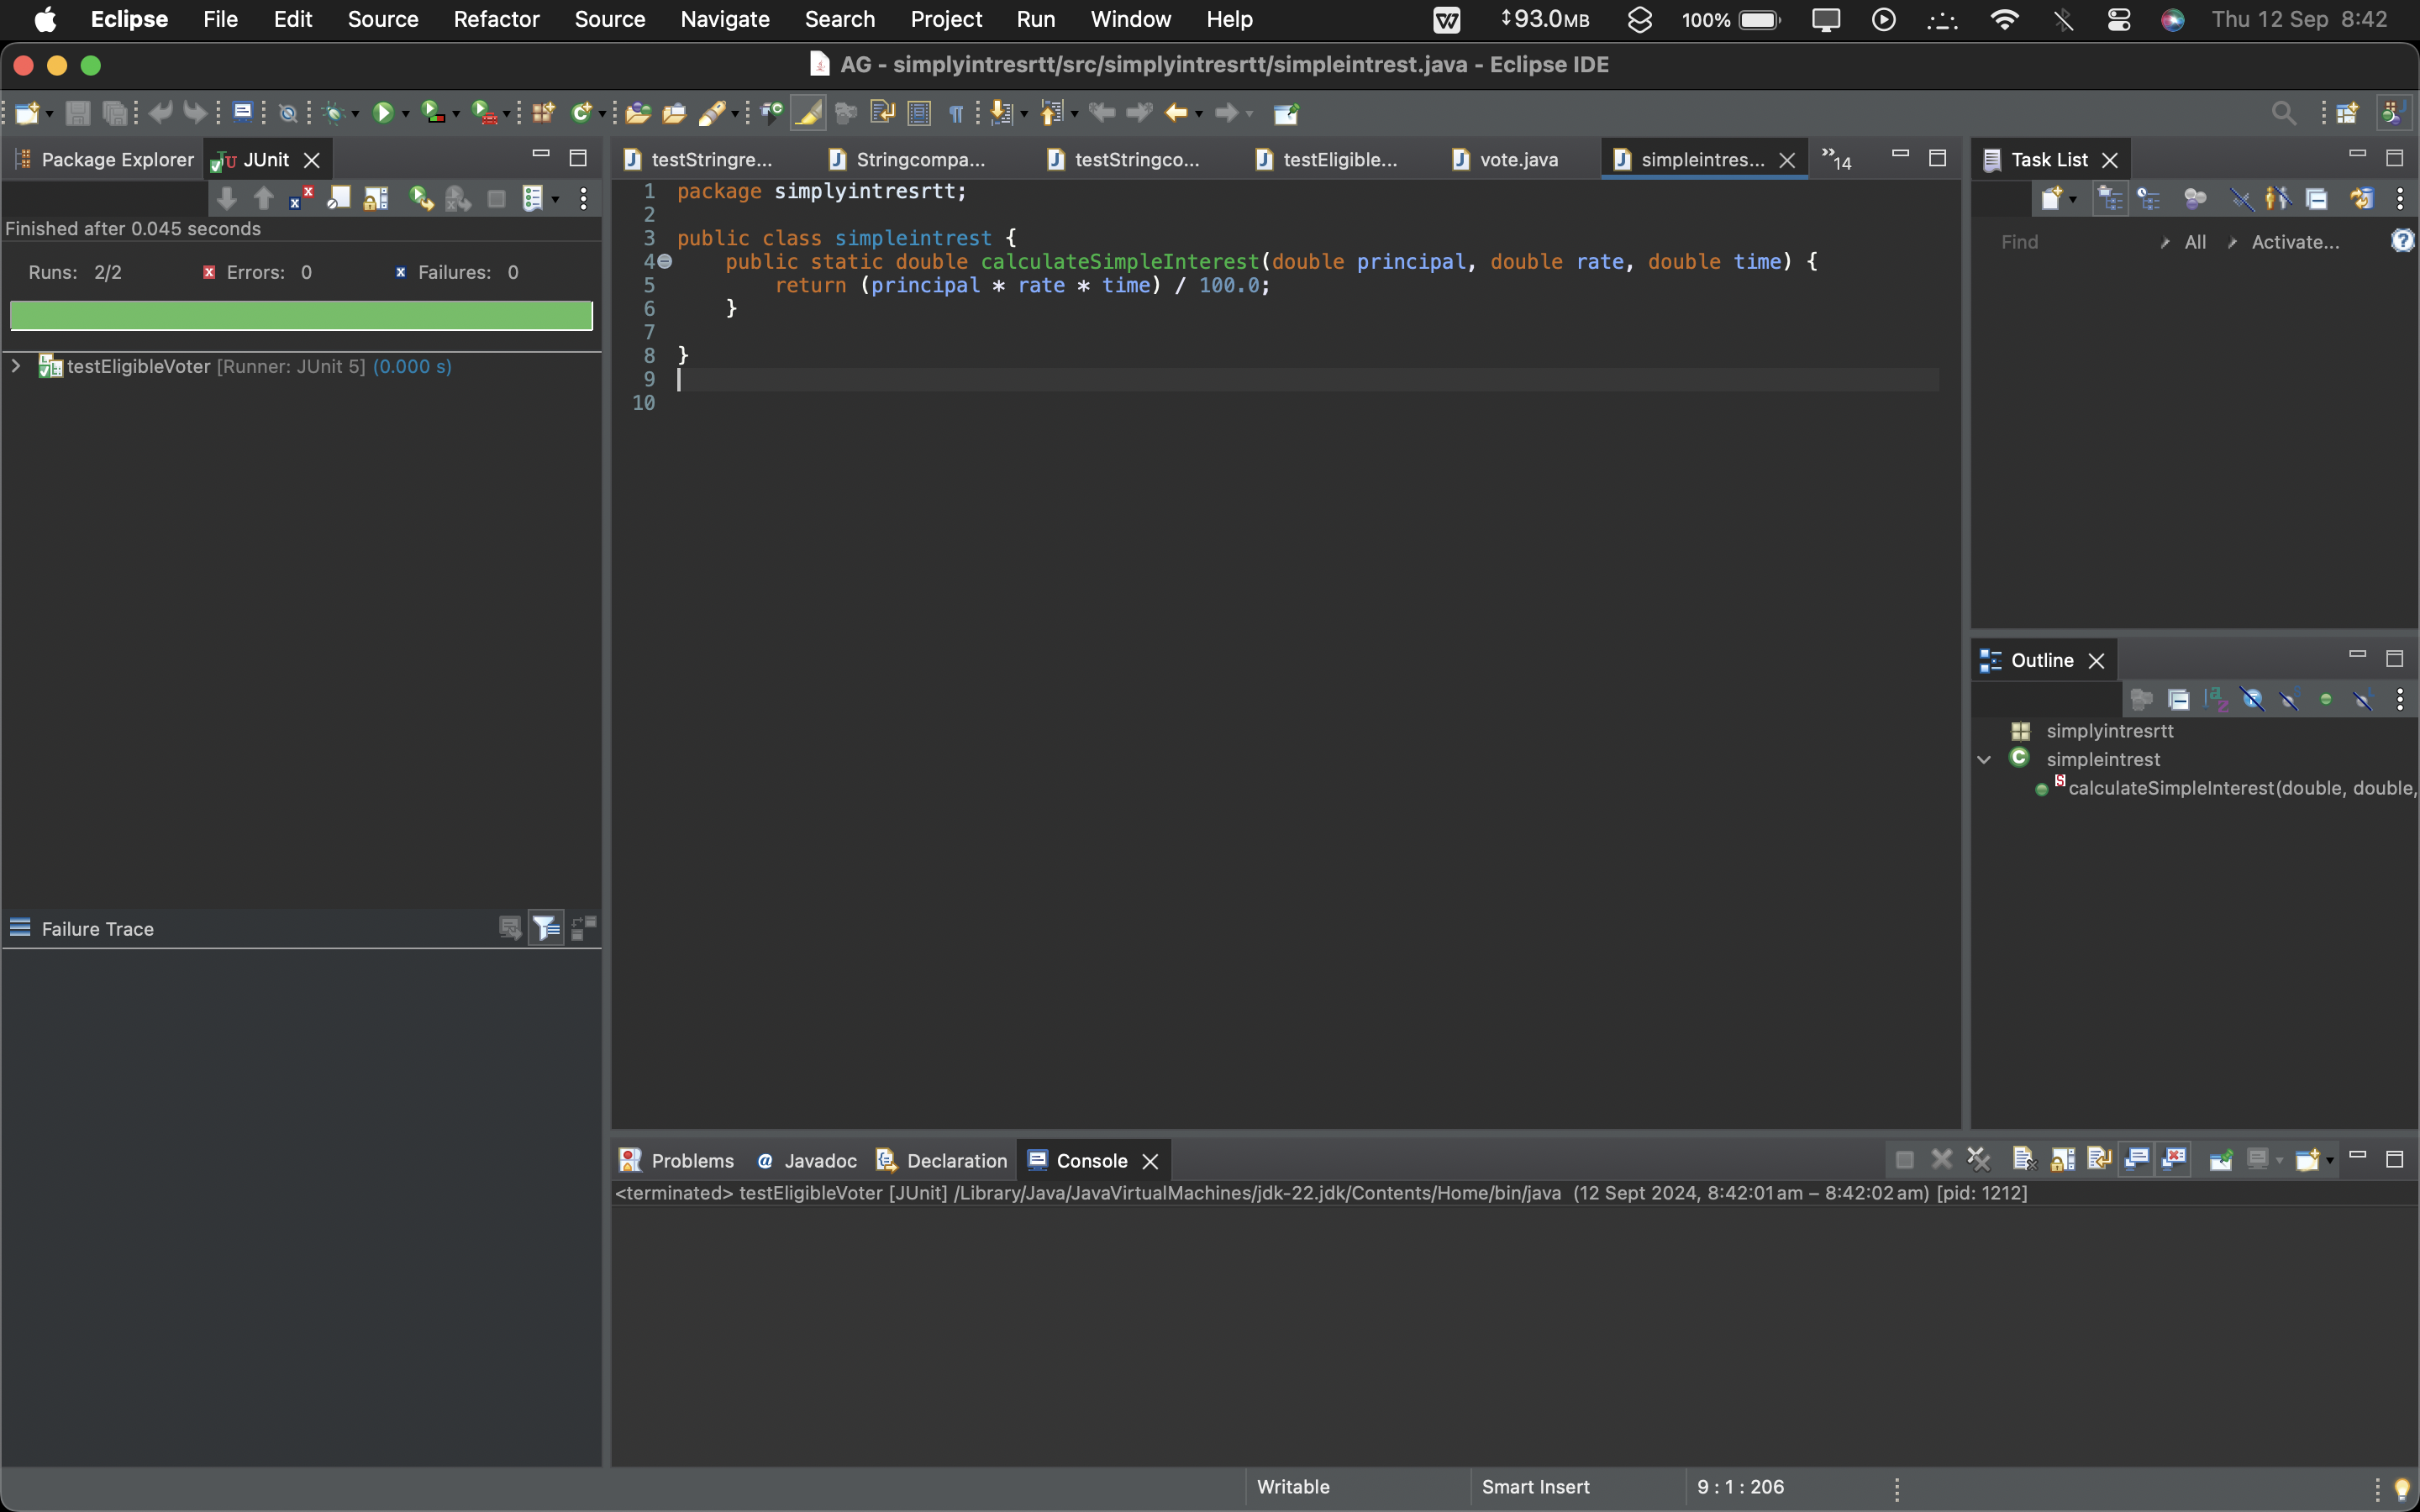 Eclipse File Edit Source Refactor Source Navigate Search Project Run Window Help 93.0MB 100% Thu 12 Sep 8:42
AG - simplyintresrtt/src/simplyintresrtt/simpleintrest.java - Eclipse IDE
Package Explorer JUnit
Finished after 0.045 seconds
Runs: 2/2 Errors: 0 Failures: 0
testEligibleVoter [Runner: JUnit 5] (0.000 s)
Failure Trace
testStringre... Stringcompa... testStringco... testEligible... vote.java simpleintres... 14
1 package simplyintresrtt;
2
3 public class simpleintrest {
4 public static double calculateSimpleInterest(double principal, double rate, double time) {
5 return (principal * rate * time) / 100.0;
6 }
7
8 }
9
10
Task List
Find All Activate...
Outline
simplyintresrtt
simpleintrest
calculateSimpleInterest(double, double,
Problems Javadoc Declaration Console
<terminated> testEligibleVoter [JUnit] /Library/Java/JavaVirtualMachines/jdk-22.jdk/Contents/Home/bin/java (12 Sept 2024, 8:42:01 am – 8:42:02 am) [pid: 1212]
Writable Smart Insert 9 : 1 : 206